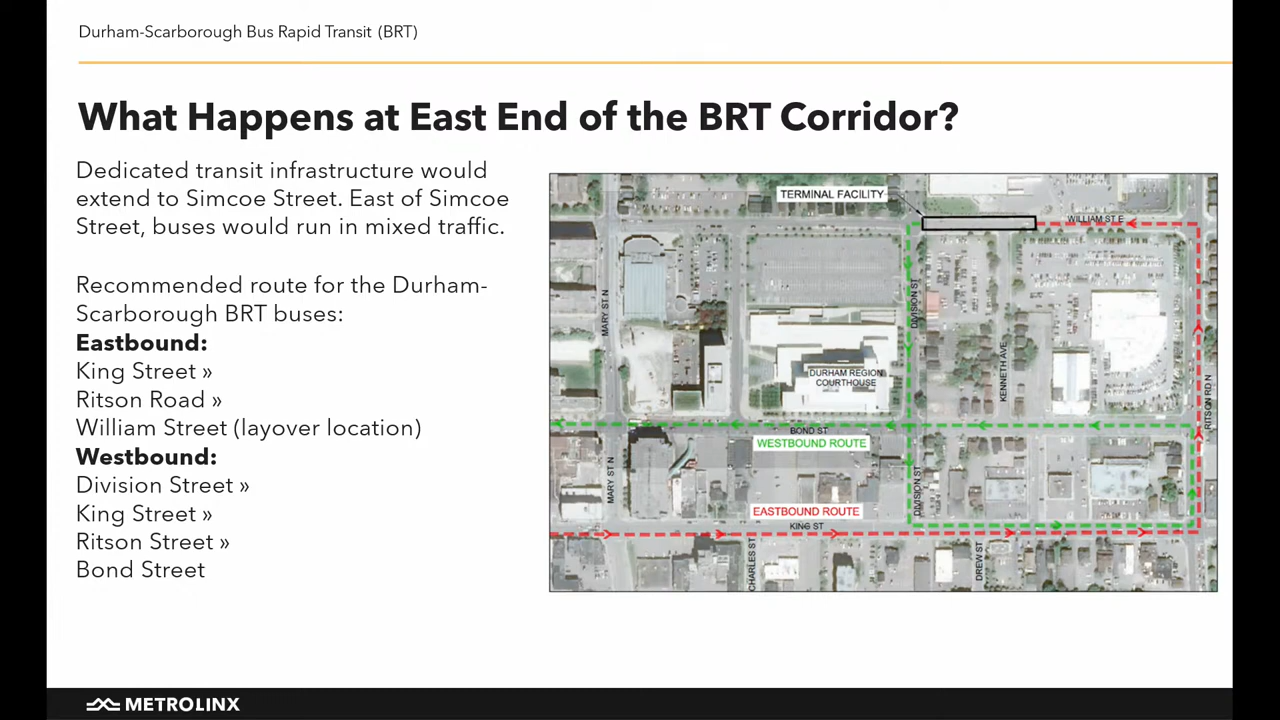 Durham-Scarborough Bus Rapid Transit (BRT)
What Happens at East End of the BRT Corridor?
Dedicated transit infrastructure would
extend to Simcoe Street. East of Simcoe
Street, buses would run in mixed traffic.
Recommended route for the Durham-
Scarborough BRT buses:
Eastbound:
King Street »
Ritson Road »
William Street (layover location)
Westbound:
Division Street »
King Street »
Ritson Street »
Bond Street
TERMINAL FACILITY
WILLIAM ST E
MARY ST N
DIVISION ST
KENNETH AVE
RITSON RD N
DURHAM REGION
COURTHOUSE
BOND ST
WESTBOUND ROUTE
MARY ST N
DIVISION ST
EASTBOUND ROUTE
KING ST
CHARLES ST
DREW ST
METROLINX